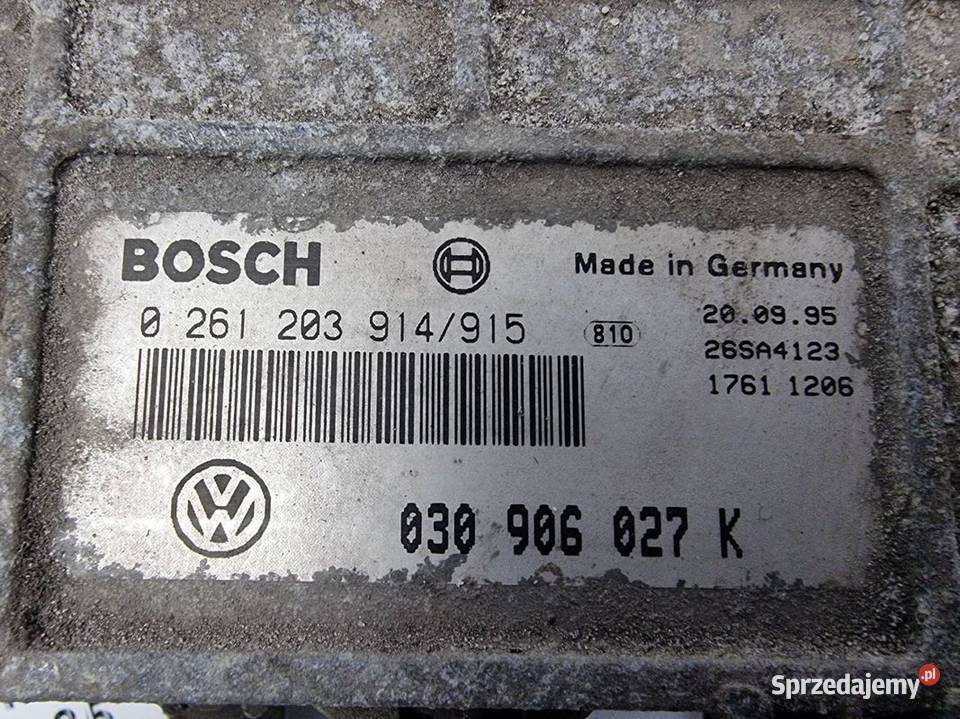 BOSCH
Made in Germany
0 261 203 914/915
810
20.09.95
26SA4123
1761 1206
VW
030 906 027 K
Sprzedajemy.pl